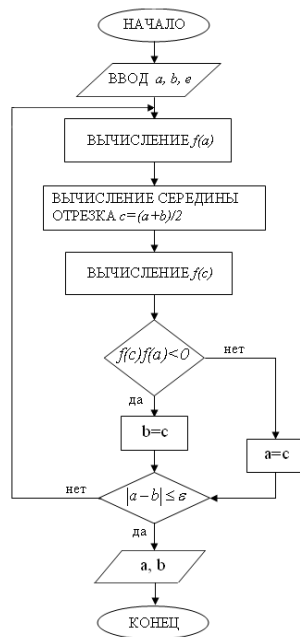 НАЧАЛО
ВВОД a, b, e
ВЫЧИСЛЕНИЕ f(a)
ВЫЧИСЛЕНИЕ СЕРЕДИНЫ
ОТРЕЗКА c=(a+b)/2
ВЫЧИСЛЕНИЕ f(c)
f(c)f(a)<0
нет
да
b=c
a=c
|a−b| ≤ ε
нет
да
a, b
КОНЕЦ